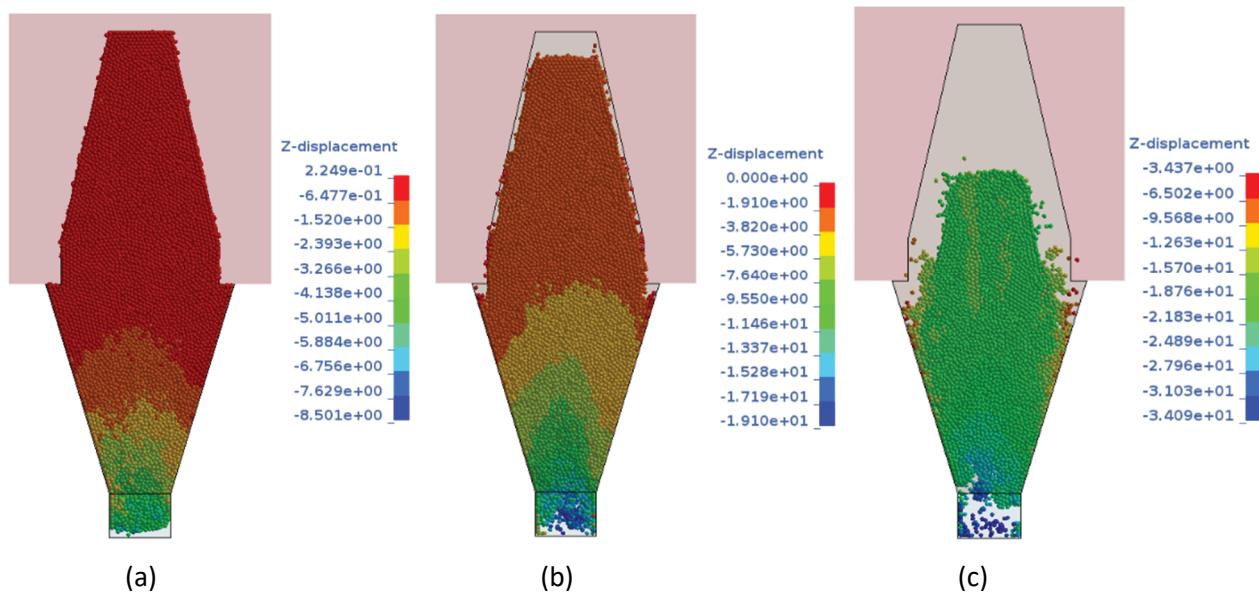 Z-displacement
2.249e-01
-6.477e-01
-1.520e+00
-2.393e+00
-3.266e+00
-4.138e+00
-5.011e+00
-5.884e+00
-6.756e+00
-7.629e+00
-8.501e+00
Z-displacement
0.000e+00
-1.910e+00
-3.820e+00
-5.730e+00
-7.640e+00
-9.550e+00
-1.146e+01
-1.337e+01
-1.528e+01
-1.719e+01
-1.910e+01
Z-displacement
-3.437e+00
-6.502e+00
-9.568e+00
-1.263e+01
-1.570e+01
-1.876e+01
-2.183e+01
-2.489e+01
-2.796e+01
-3.103e+01
-3.409e+01
(a)
(b)
(c)